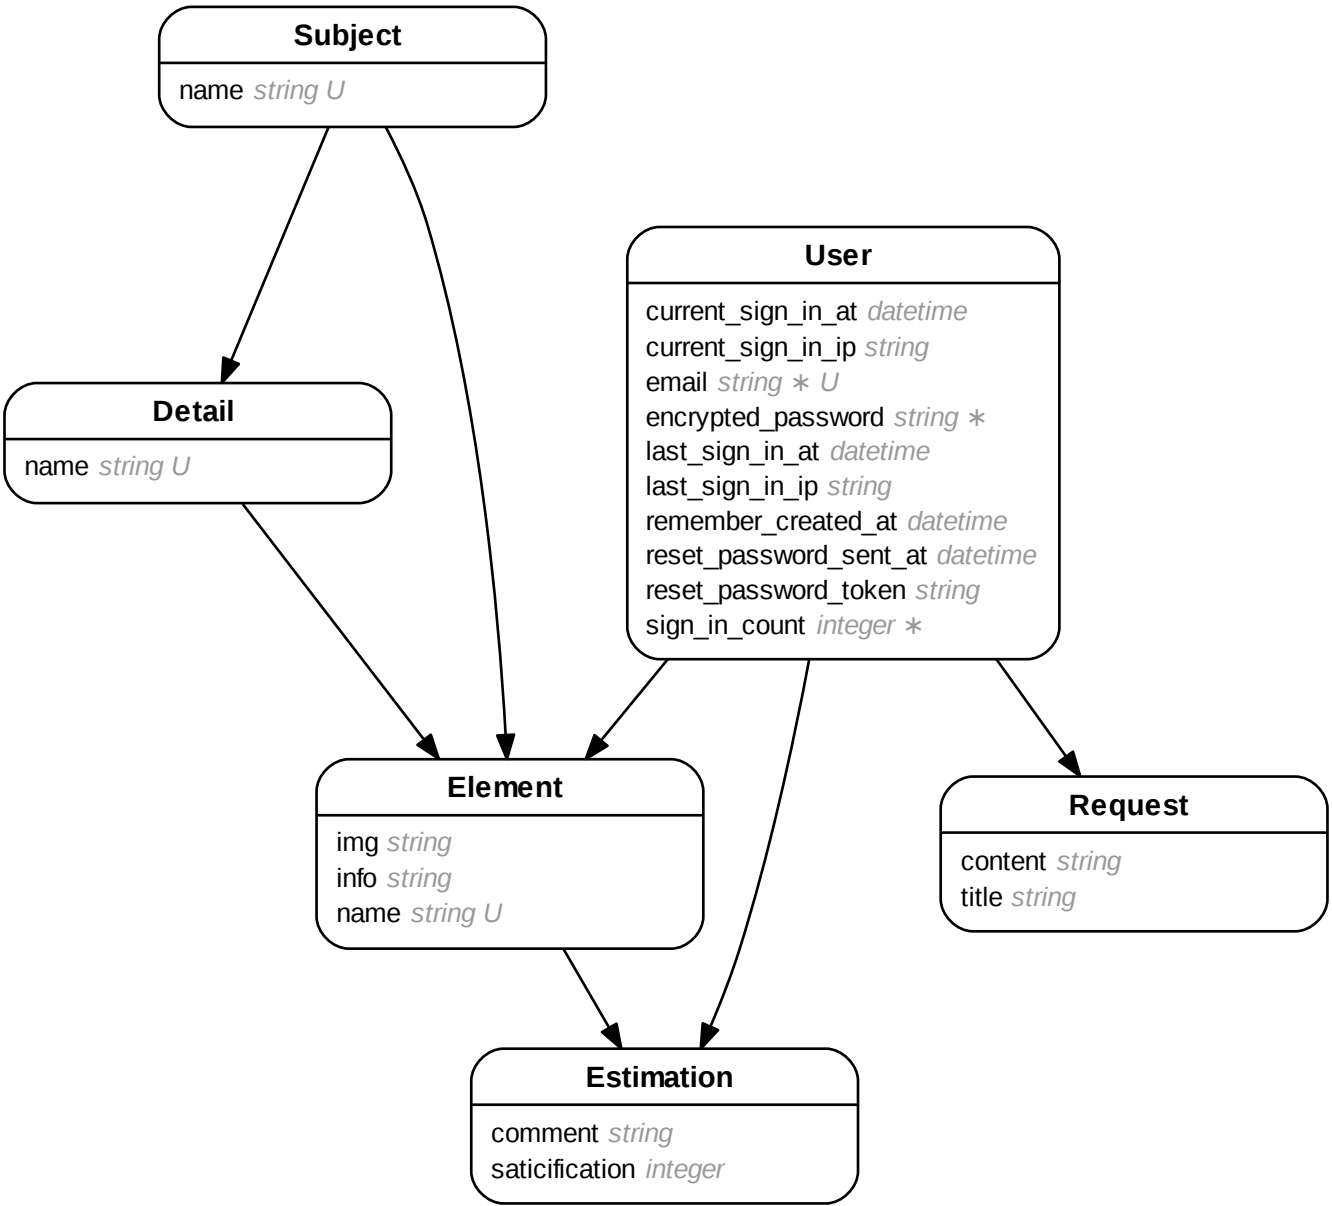 Subject
name string U
User
current_sign_in_at datetime
current_sign_in_ip string
email string ∗ U
encrypted_password string ∗
last_sign_in_at datetime
last_sign_in_ip string
remember_created_at datetime
reset_password_sent_at datetime
reset_password_token string
sign_in_count integer ∗
Detail
name string U
Element
img string
info string
name string U
Request
content string
title string
Estimation
comment string
saticification integer